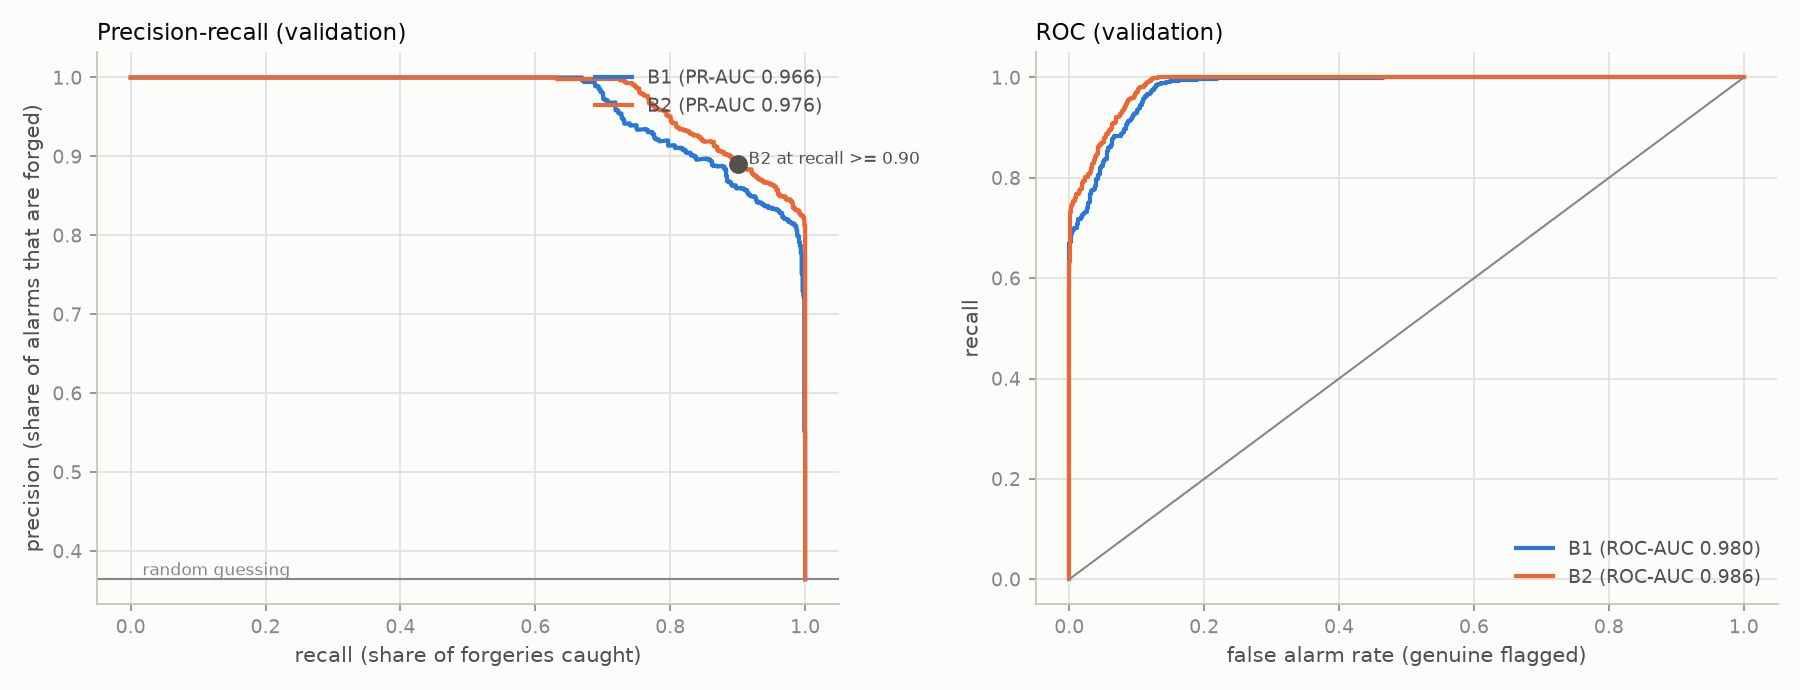 Precision-recall (validation)
precision (share of alarms that are forged)
1.0
0.9
0.8
0.7
0.6
0.5
0.4
B1 (PR-AUC 0.966)
B2 (PR-AUC 0.976)
B2 at recall >= 0.90
random guessing
0.0 0.2 0.4 0.6 0.8 1.0
recall (share of forgeries caught)
ROC (validation)
recall
1.0
0.8
0.6
0.4
0.2
0.0
B1 (ROC-AUC 0.980)
B2 (ROC-AUC 0.986)
0.0 0.2 0.4 0.6 0.8 1.0
false alarm rate (genuine flagged)